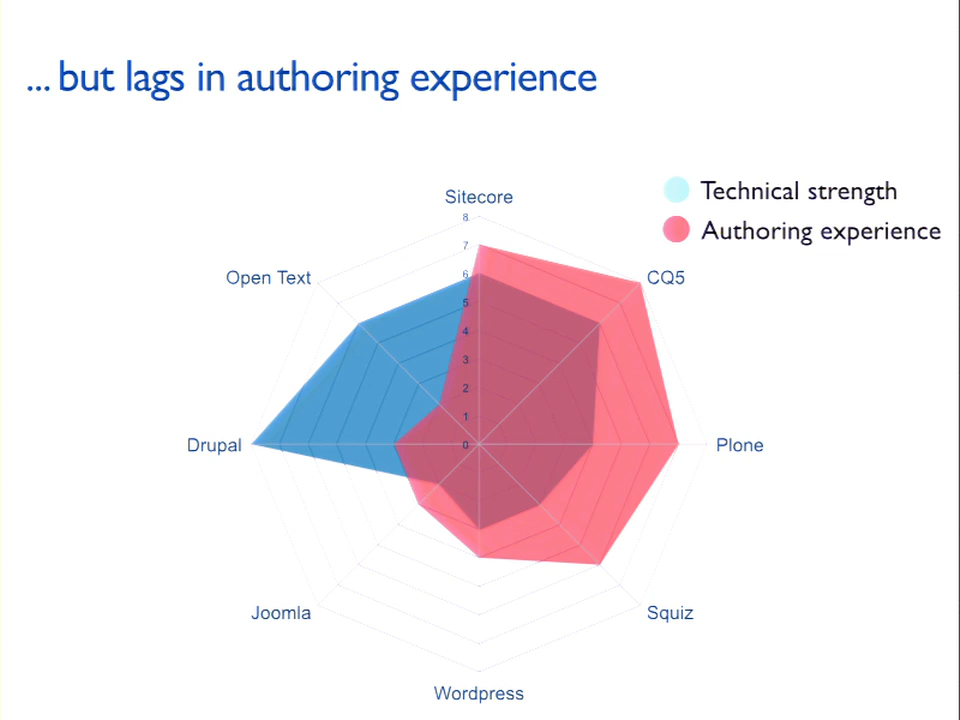 ... but lags in authoring experience
Technical strength
Authoring experience
Sitecore
CQ5
Plone
Squiz
Wordpress
Joomla
Drupal
Open Text
8
7
6
5
4
3
2
1
0